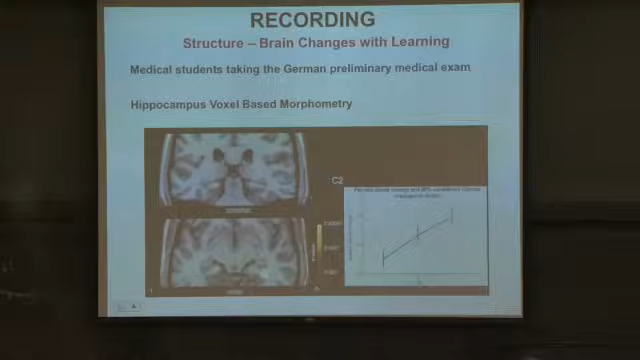 RECORDING
Structure – Brain Changes with Learning
Medical students taking the German preliminary medical exam
Hippocampus Voxel Based Morphometry
C2